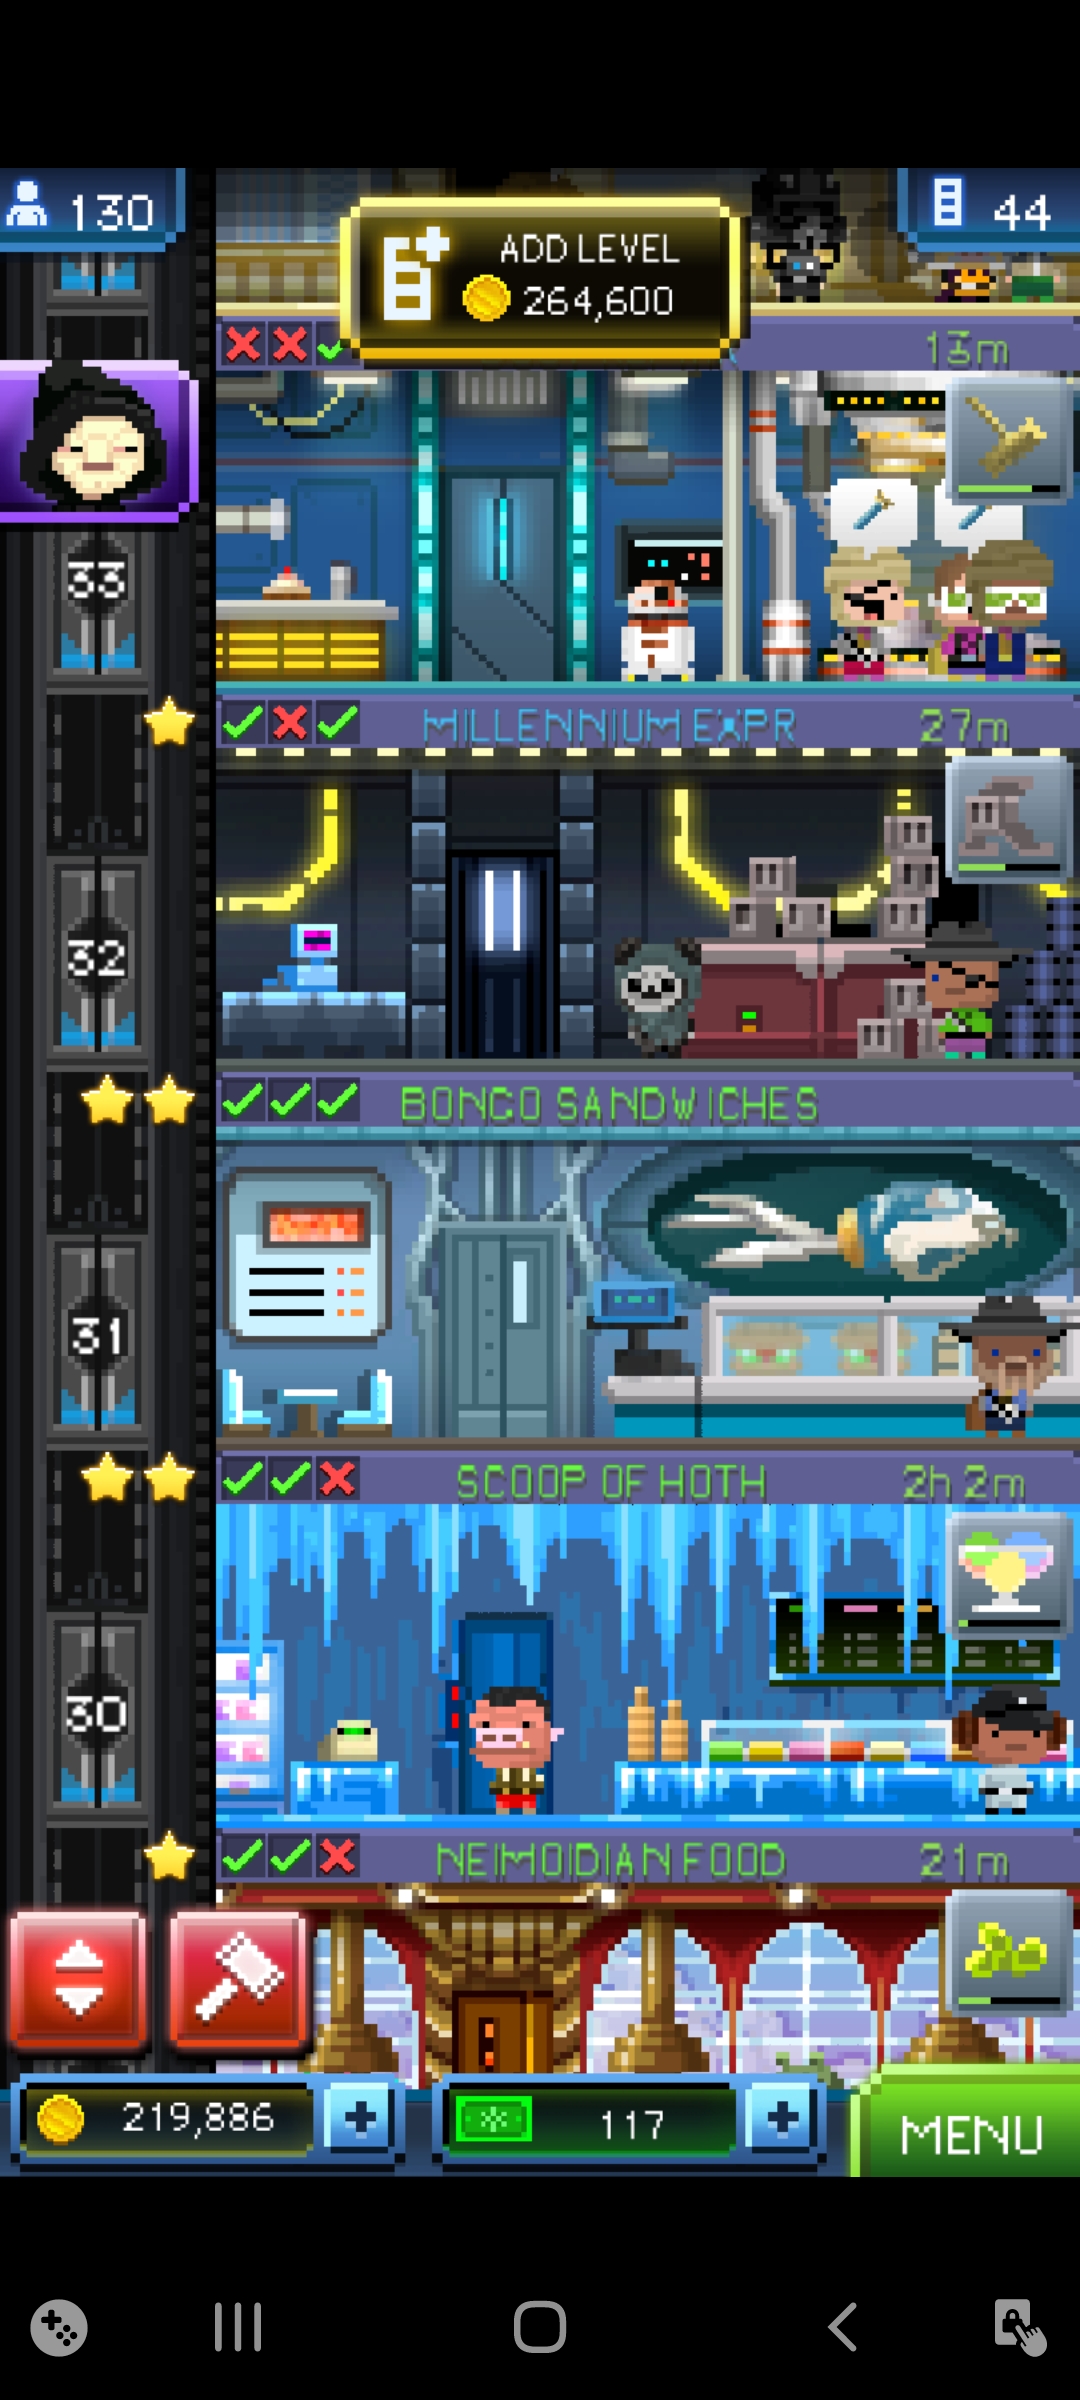 130
ADD LEVEL
264,600
44
13m
33
MILLENNIUM EXPR
27m
32
BONGO SANDWICHES
31
SCOOP OF HOTH
2h 2m
30
NEIMOIDIAN FOOD
21m
219,886
117
MENU